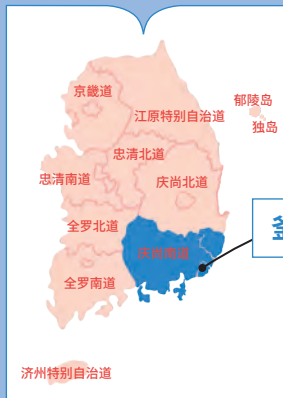 京畿道
江原特别自治道
郁陵岛
独岛
忠清北道
忠清南道
庆尚北道
全罗北道
庆尚南道
全罗南道
济州特别自治道